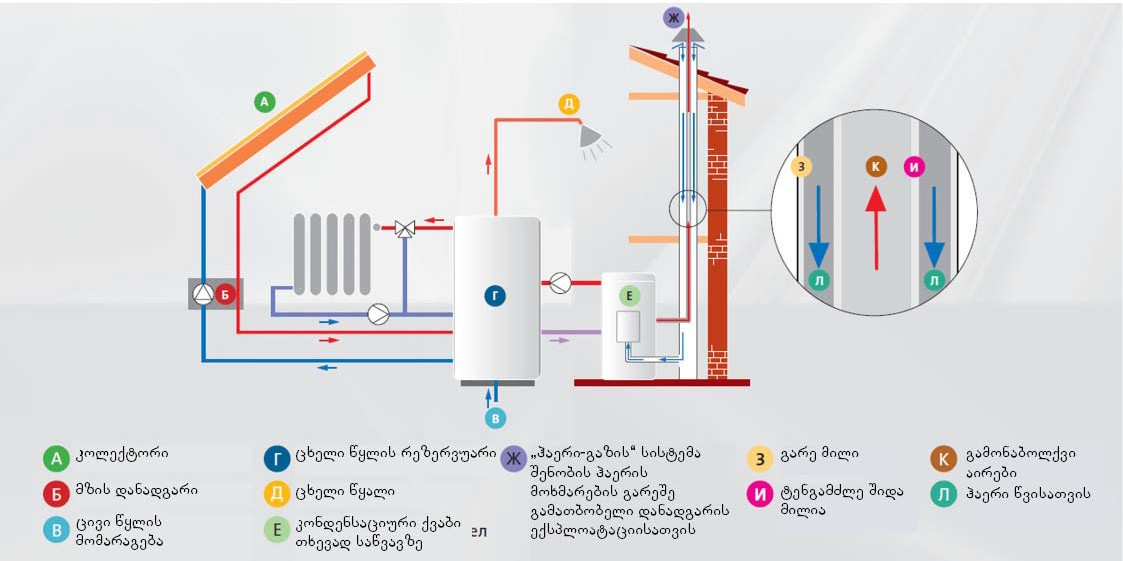 Ж
А
Д
З
К
И
Л
Л
Б
Г
Е
В
А კოლექტორი
Б მზის დანადგარი
В ცივი წყლის
მომარაგება
Г ცხელი წყლის რეზერვუარი
Д ცხელი წყალი
Е კონდენსაციური ქვაბი
თხევად საწვავზე
ел
Ж „ჰაერი-გაზის“ სისტემა
შენობის ჰაერის
მოხმარების გარეშე
გამათბობელი დანადგარის
ექსპლოატაციისათვის
З გარე მილი
И ტენგამძლე შიდა
მილია
К გამონაბოლქვი
აირები
Л ჰაერი წვისათვის